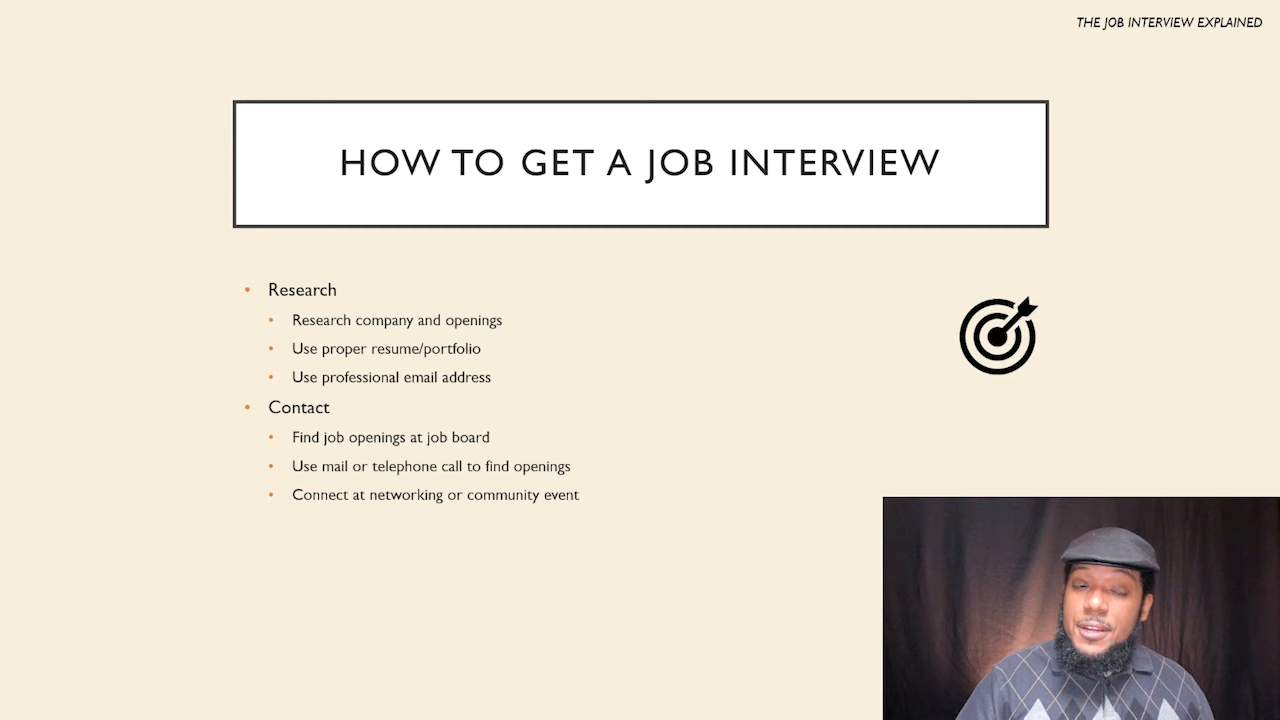 THE JOB INTERVIEW EXPLAINED
HOW TO GET A JOB INTERVIEW
• Research
• Research company and openings
• Use proper resume/portfolio
• Use professional email address
• Contact
• Find job openings at job board
• Use mail or telephone call to find openings
• Connect at networking or community event